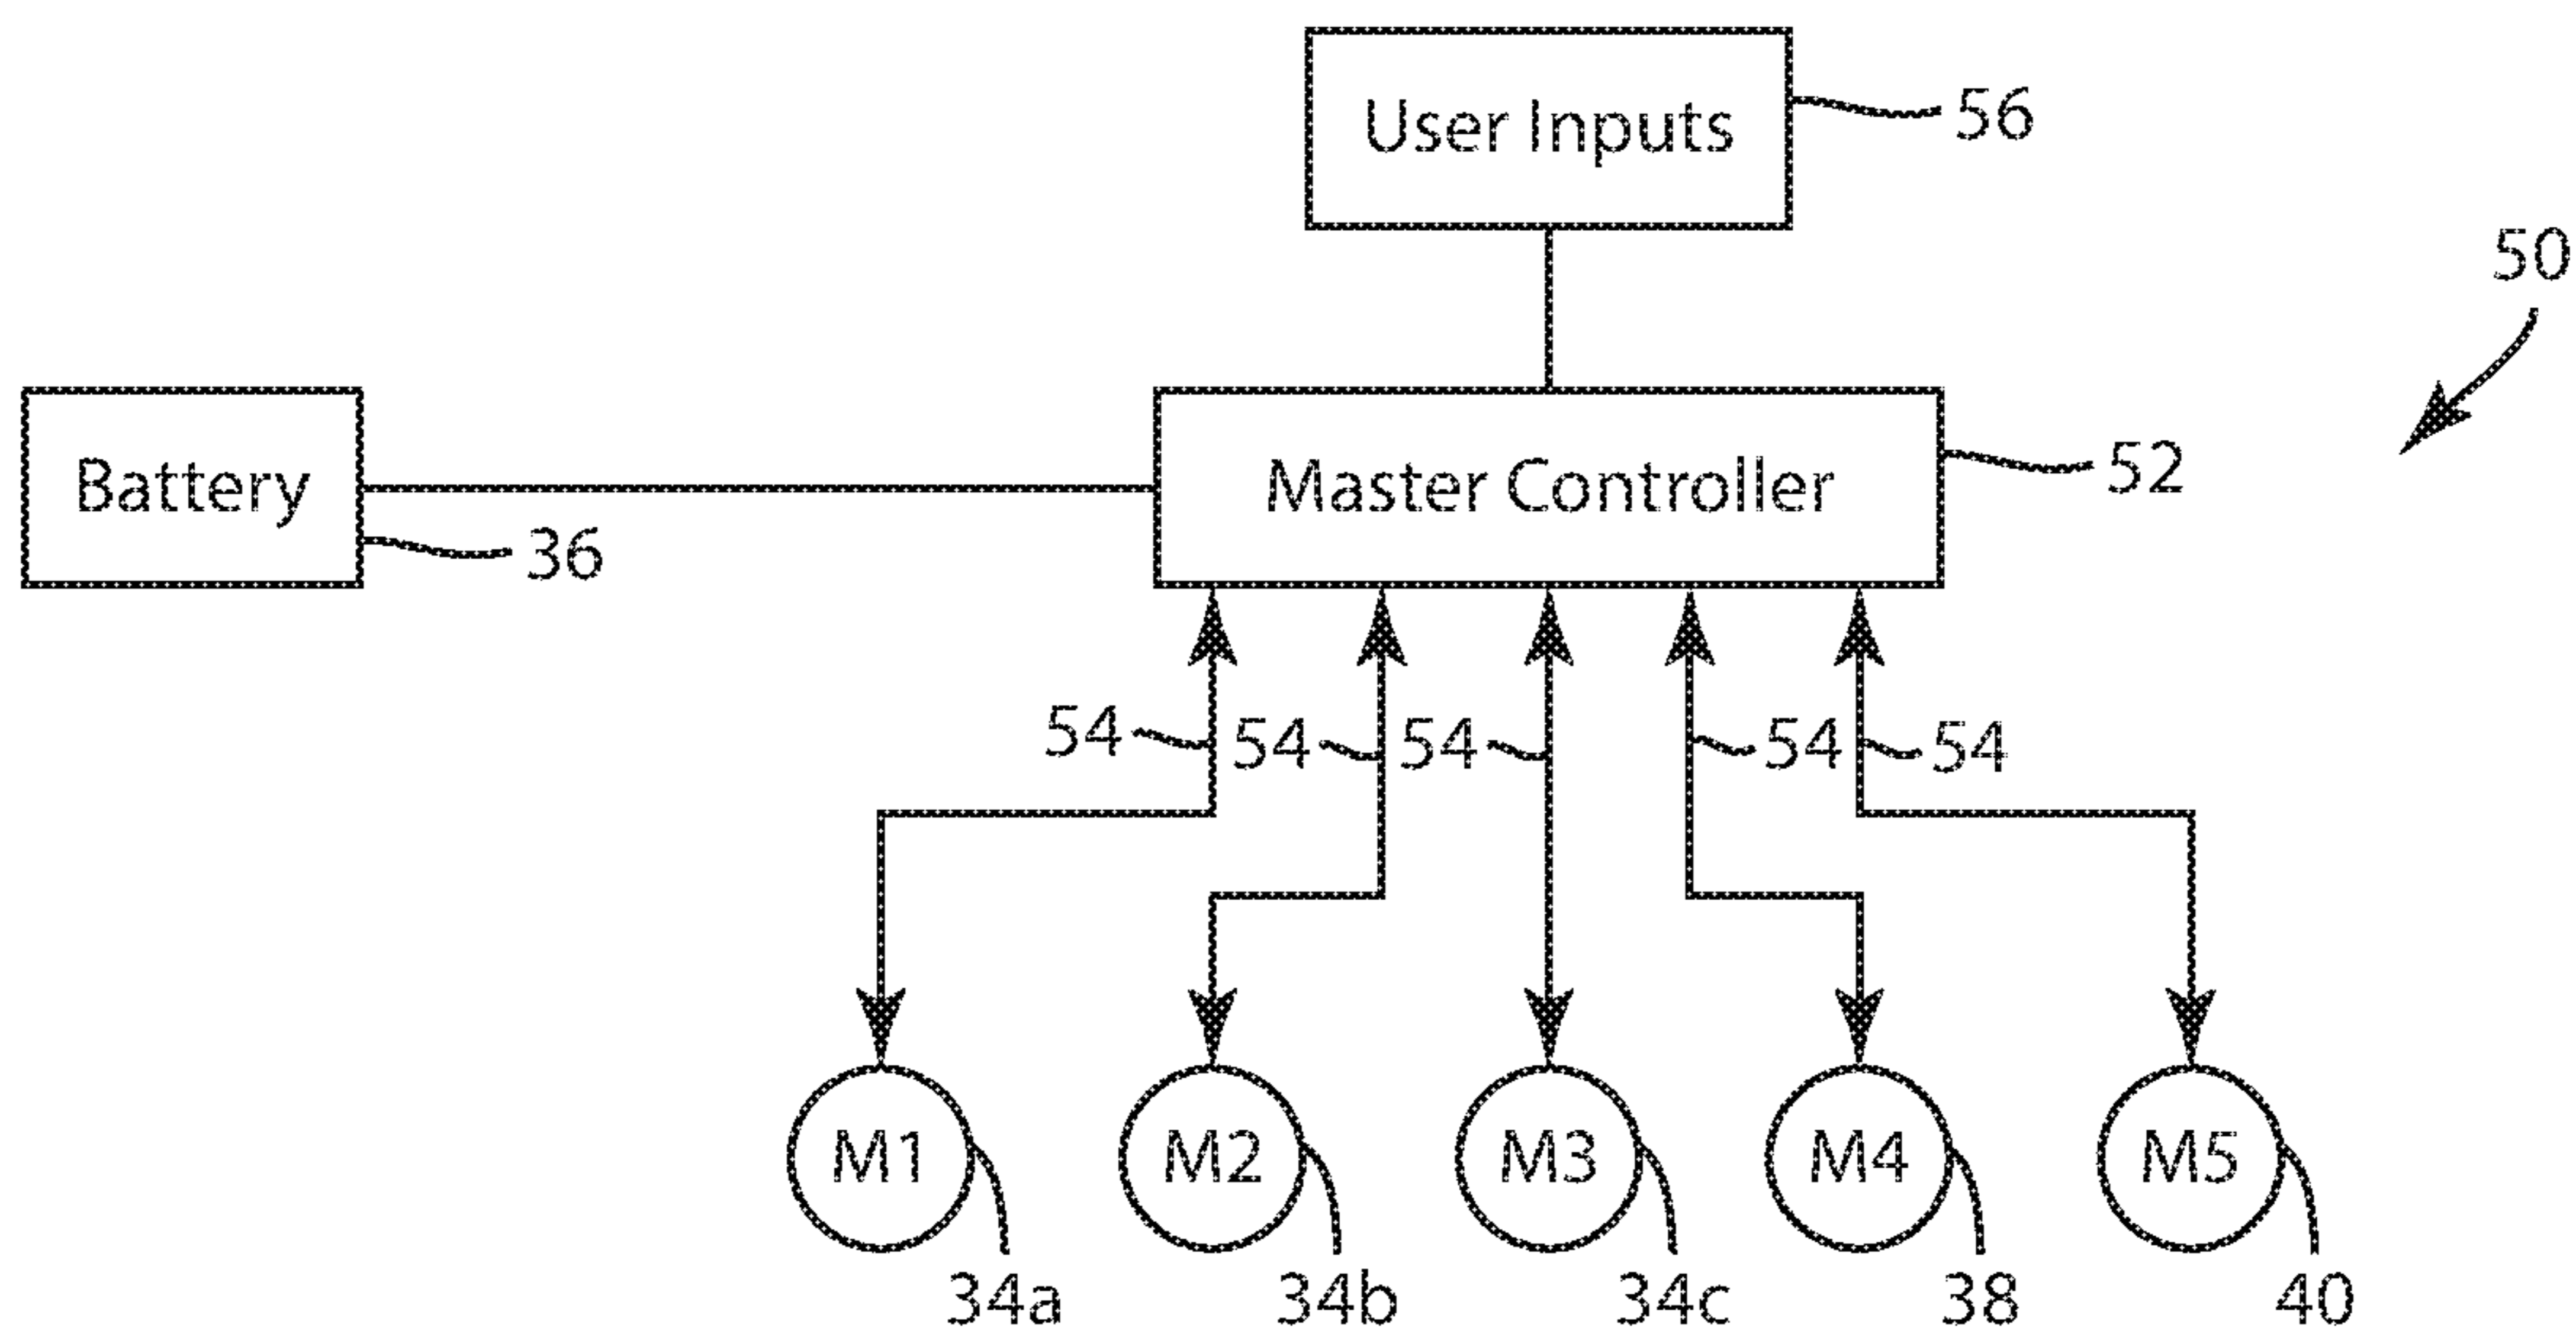 User Inputs
56
50
Battery
36
Master Controller
52
54
54
54
54
54
M1
M2
M3
M4
M5
34a
34b
34c
38
40